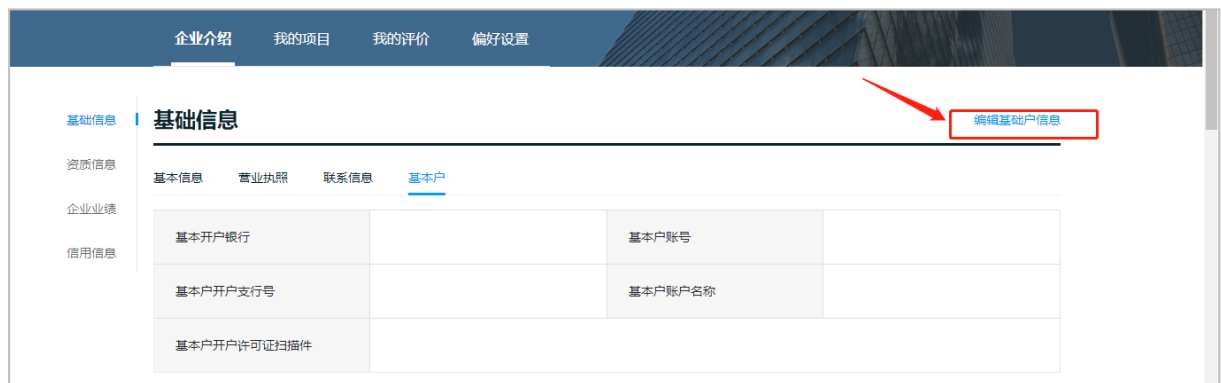 企业介绍 我的项目 我的评价 偏好设置
基础信息 基础信息 编辑基础户信息
资质信息 基本信息 营业执照 联系信息 基本户
企业业绩
基本开户银行 基本户账号
信用信息
基本户开户支行号 基本户账户名称
基本户开户许可证扫描件